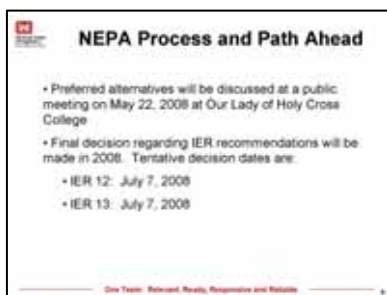 NEPA Process and Path Ahead
• Preferred alternatives will be discussed at a public
meeting on May 22, 2008 at Our Lady of Holy Cross
College
• Final decision regarding IER recommendations will be
made in 2008. Tentative decision dates are:
• IER 12: July 7, 2008
• IER 13: July 7, 2008
One Team: Relevant, Ready, Responsive and Reliable